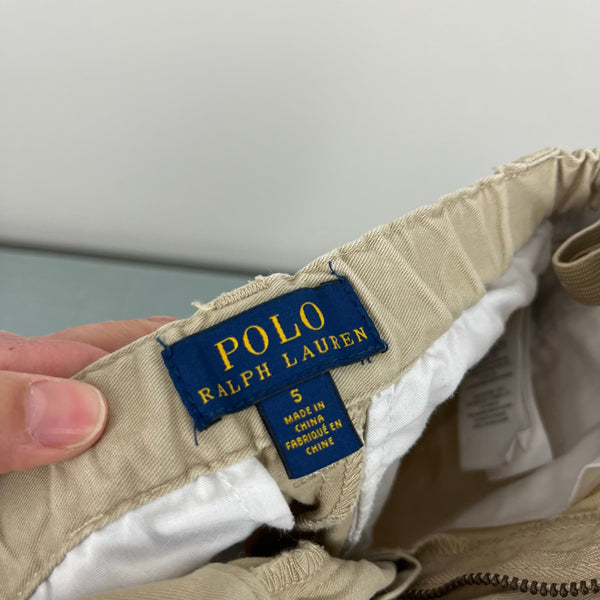 POLO
RALPH LAUREN
5
MADE IN
CHINA
FABRIQUÉ EN
CHINE